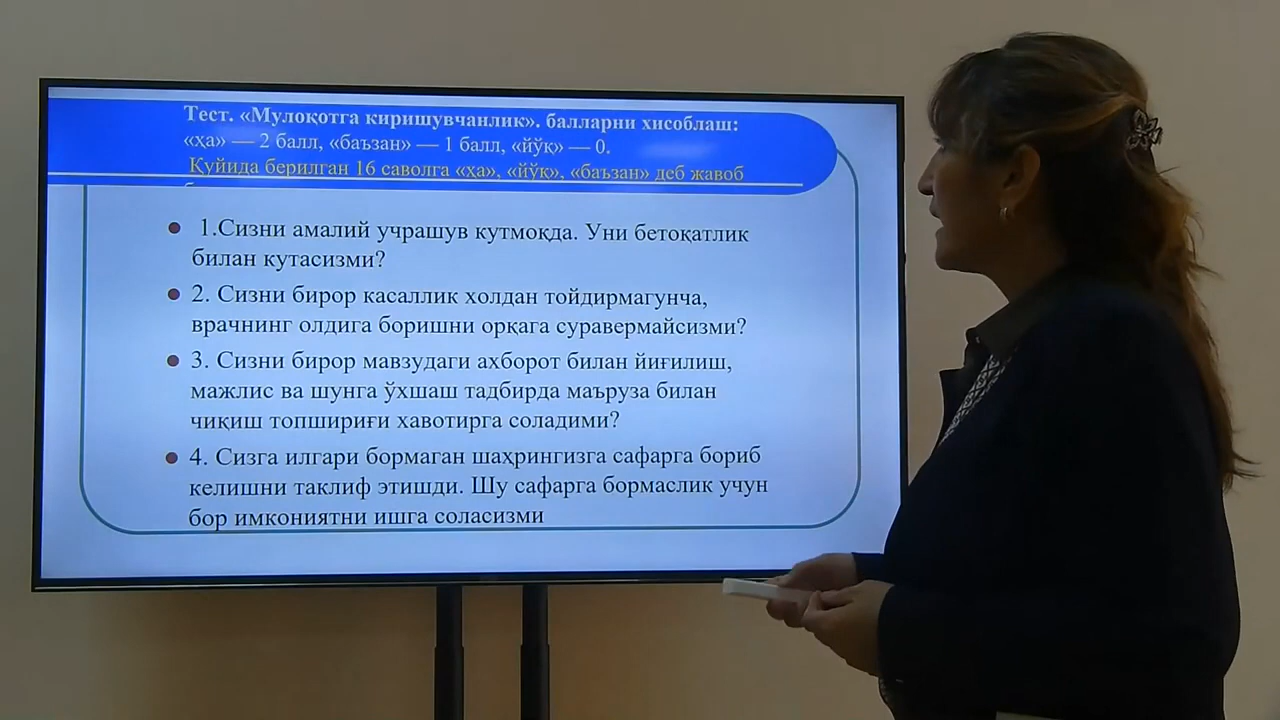 Тест. «Мулоқотга киришувчанлик». балларни хисоблаш:
«ҳа» — 2 балл, «баъзан» — 1 балл, «йўқ» — 0.
Қуйида берилган 16 саволга «ҳа», «йўқ», «баъзан» деб жавоб
1.Сизни амалий учрашув кутмоқда. Уни бетоқатлик
билан кутасизми?
2. Сизни бирор касаллик холдан тойдирмагунча,
врачнинг олдига боришни орқага суравермайсизми?
3. Сизни бирор мавзудаги ахборот билан йиғилиш,
мажлис ва шунга ўхшаш тадбирда маъруза билан
чиқиш топшириғи хавотирга соладими?
4. Сизга илгари бормаган шаҳрингизга сафарга бориб
келишни таклиф этишди. Шу сафарга бормаслик учун
бор имкониятни ишга соласизми